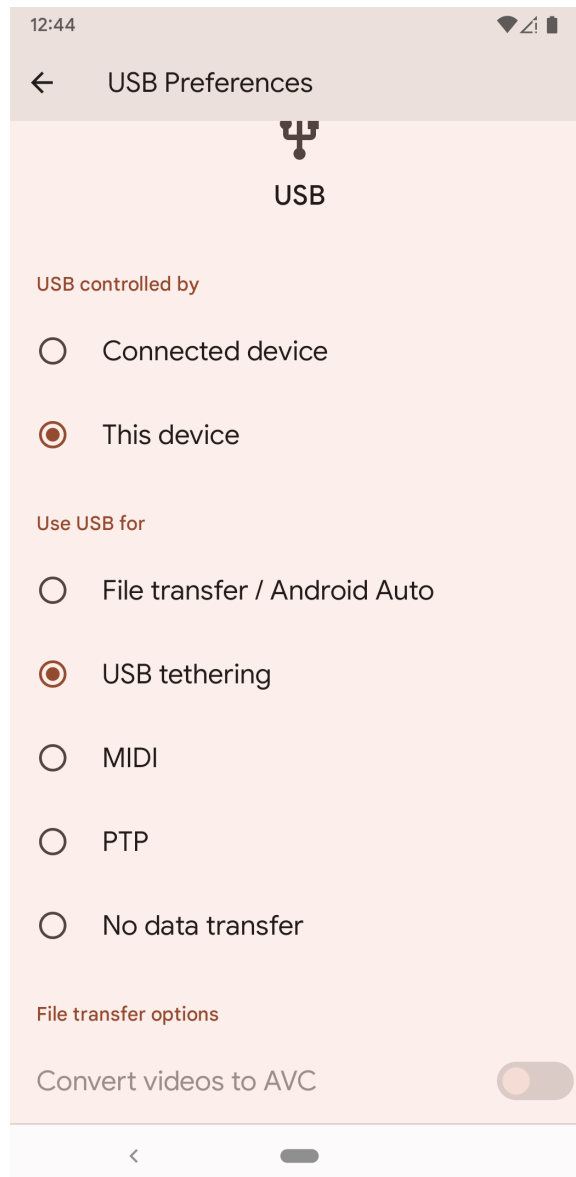 12:44
USB Preferences
USB
USB controlled by
Connected device
This device
Use USB for
File transfer / Android Auto
USB tethering
MIDI
PTP
No data transfer
File transfer options
Convert videos to AVC